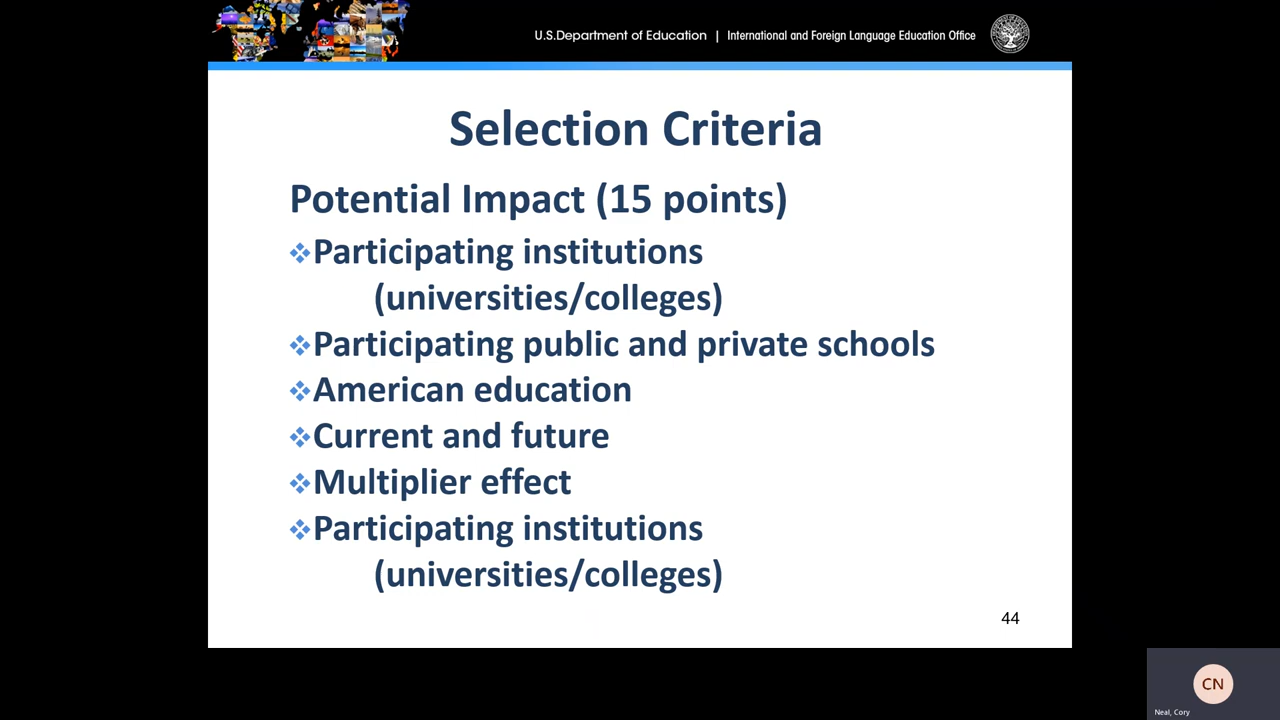 U.S.Department of Education | International and Foreign Language Education Office
Selection Criteria
Potential Impact (15 points)
❖Participating institutions
(universities/colleges)
❖Participating public and private schools
❖American education
❖Current and future
❖Multiplier effect
❖Participating institutions
(universities/colleges)
44
CN
Neal, Cory